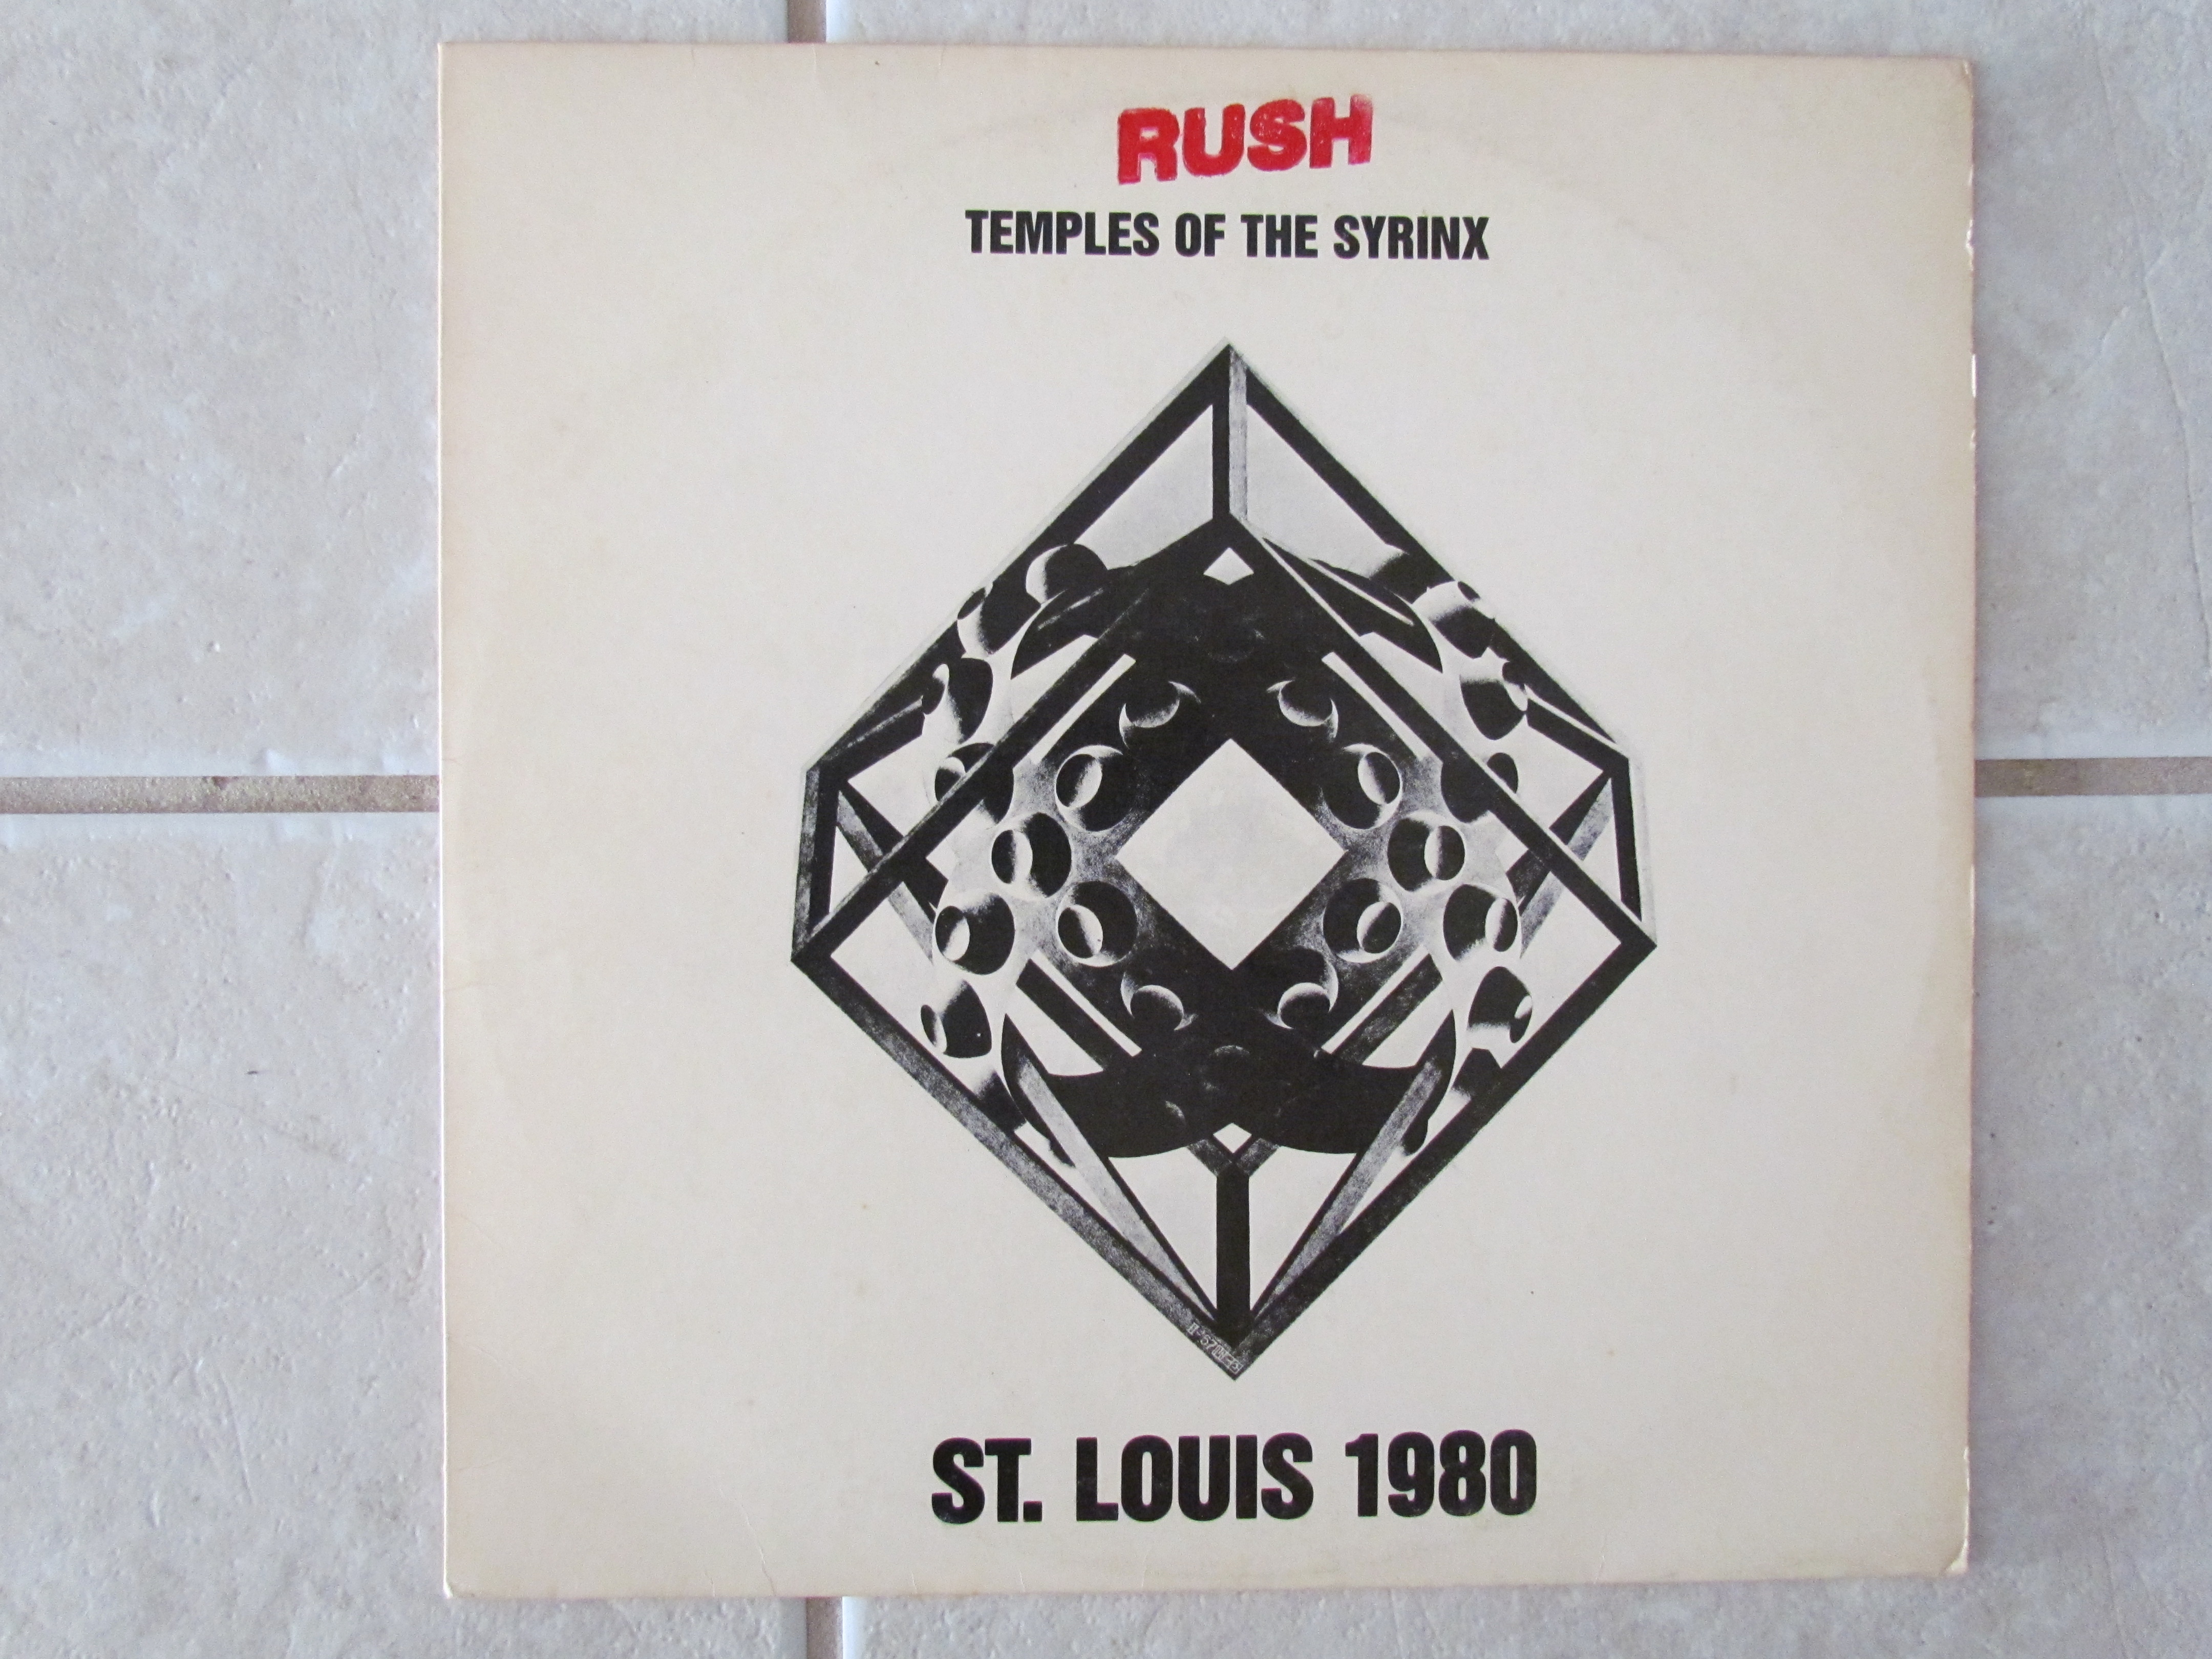 RUSH
TEMPLES OF THE SYRINX
ST. LOUIS 1980